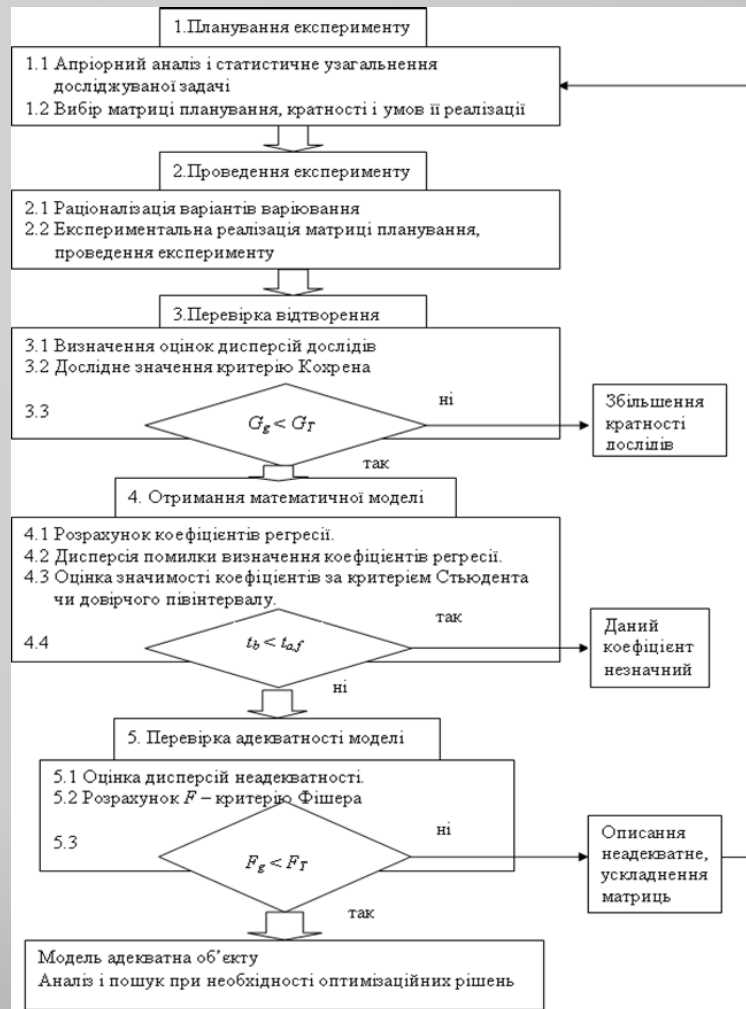 1.Планування експерименту
1.1 Апріорний аналіз і статистичне узагальнення
досліджуваної задачі
1.2 Вибір матриці планування, кратності і умов її реалізації
2.Проведення експерименту
2.1 Раціоналізація варіантів варіювання
2.2 Експериментальна реалізація матриці планування,
проведення експерименту
3.Перевірка відтворення
3.1 Визначення оцінок дисперсій дослідів
3.2 Дослідне значення критерію Кохрена
3.3
G_g < G_T
ні
Збільшення
кратності
дослідів
так
4. Отримання математичної моделі
4.1 Розрахунок коефіцієнтів регресії.
4.2 Дисперсія помилки визначення коефіцієнтів регресії.
4.3 Оцінка значимості коефіцієнтів за критерієм Стьюдента
чи довірчого півінтервалу.
4.4
t_b < t_{a,f}
так
Даний
коефіцієнт
незначний
ні
5. Перевірка адекватності моделі
5.1 Оцінка дисперсій неадекватності.
5.2 Розрахунок F – критерію Фішера
5.3
F_g < F_T
ні
Описання
неадекватне,
ускладнення
матриць
так
Модель адекватна об’єкту
Аналіз і пошук при необхідності оптимізаційних рішень